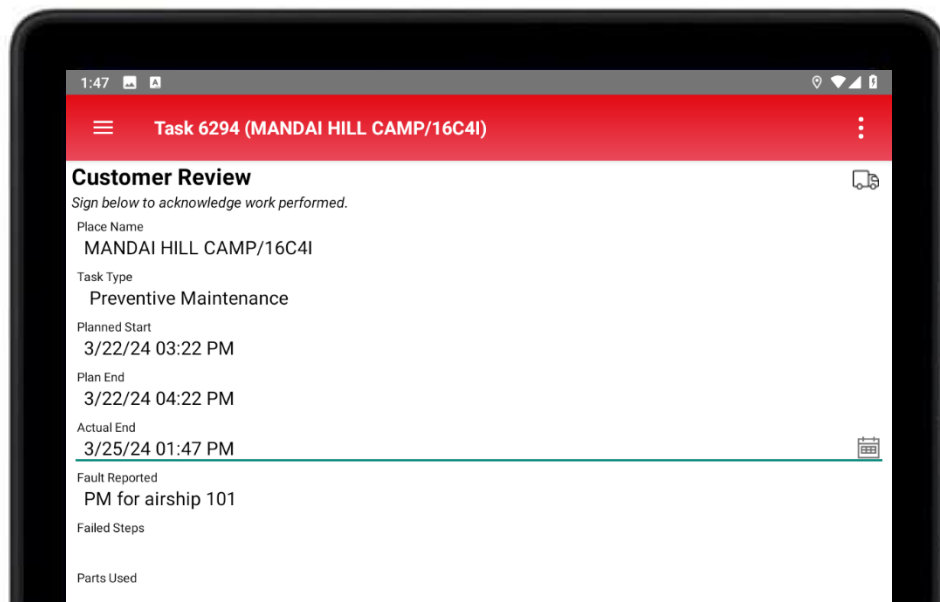 1:47
Task 6294 (MANDAI HILL CAMP/16C4I)
Customer Review
Sign below to acknowledge work performed.
Place Name
MANDAI HILL CAMP/16C4I
Task Type
Preventive Maintenance
Planned Start
3/22/24 03:22 PM
Plan End
3/22/24 04:22 PM
Actual End
3/25/24 01:47 PM
Fault Reported
PM for airship 101
Failed Steps
Parts Used